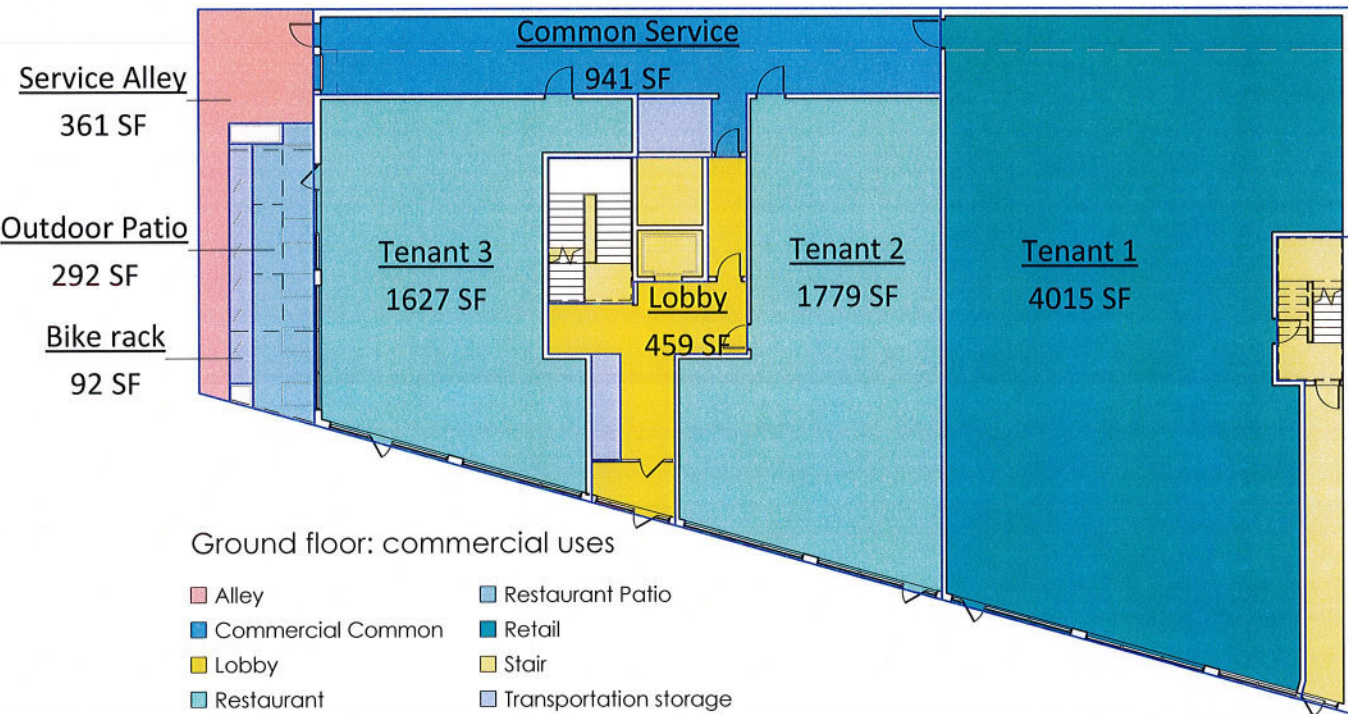 Common Service
941 SF
Service Alley
361 SF
Outdoor Patio
292 SF
Bike rack
92 SF
Tenant 3
1627 SF
Lobby
459 SF
Tenant 2
1779 SF
Tenant 1
4015 SF
Ground floor: commercial uses
Alley
Commercial Common
Lobby
Restaurant
Restaurant Patio
Retail
Stair
Transportation storage